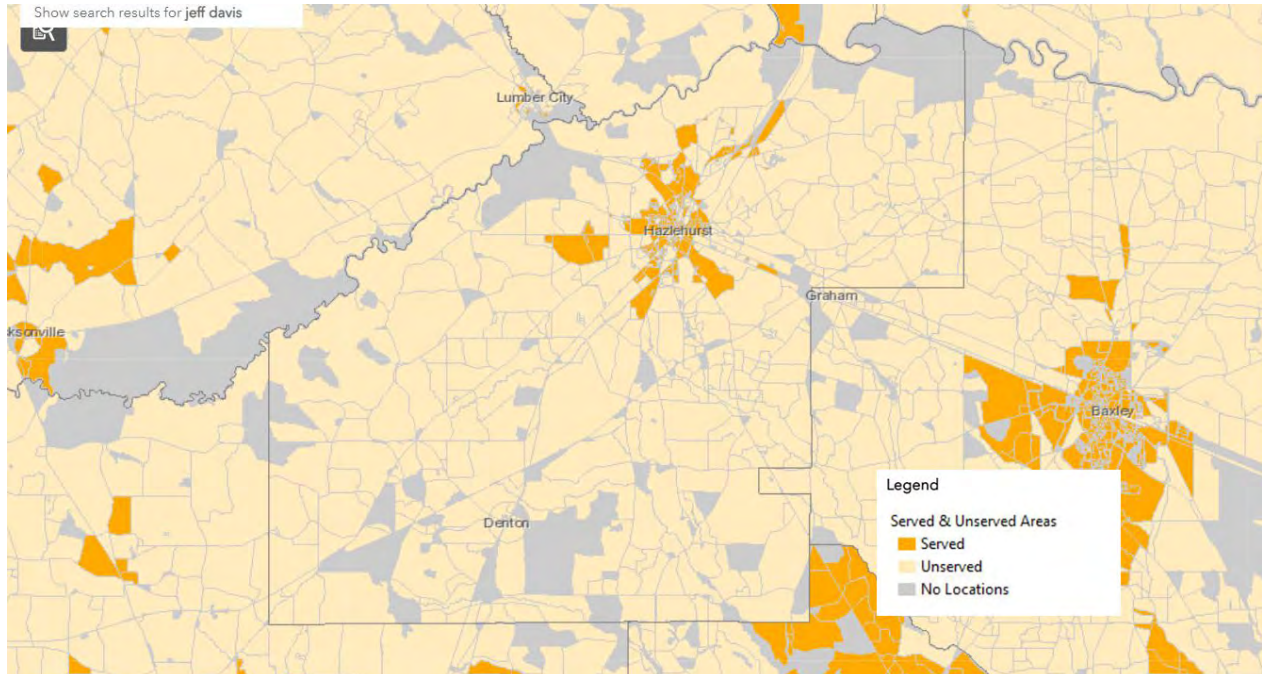 Show search results for jeff davis
Lumber City
Hazlehurst
Graham
cksonville
Baxley
Denton
Legend
Served & Unserved Areas
Served
Unserved
No Locations